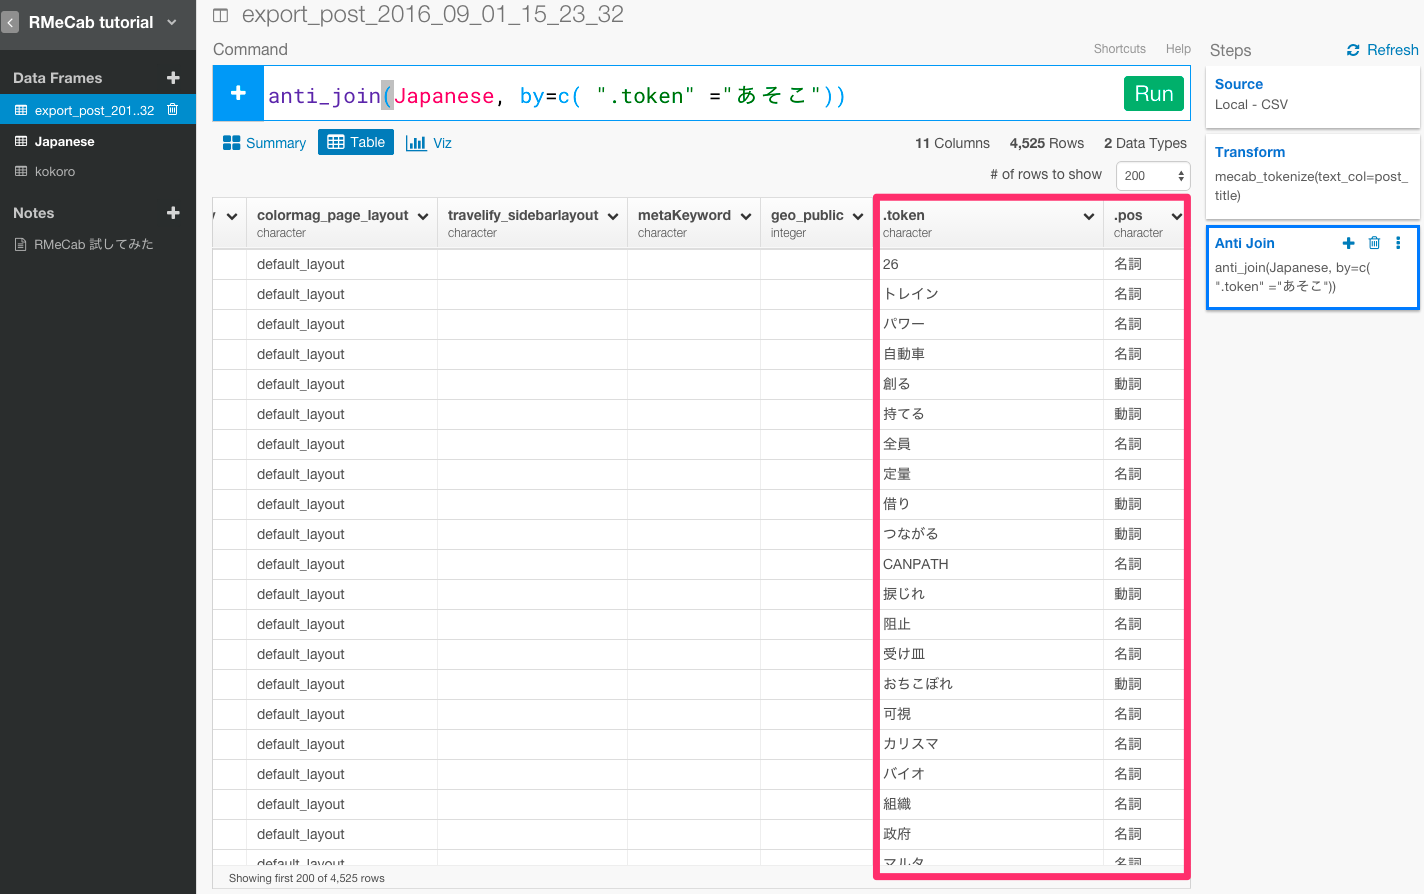 RMeCab tutorial
Data Frames
export_post_201..32
Japanese
kokoro
Notes
RMeCab 試してみた
export_post_2016_09_01_15_23_32
Command
Shortcuts Help
anti_join(Japanese, by=c( ".token" ="あそこ"))
Run
Summary Table Viz
11 Columns 4,525 Rows 2 Data Types
# of rows to show 200
colormag_page_layout travelify_sidebarlayout metaKeyword geo_public .token .pos
character character character integer character character
default_layout 26 名詞
default_layout トレイン 名詞
default_layout パワー 名詞
default_layout 自動車 名詞
default_layout 創る 動詞
default_layout 持てる 動詞
default_layout 全員 名詞
default_layout 定量 名詞
default_layout 借り 動詞
default_layout つながる 動詞
default_layout CANPATH 名詞
default_layout 捩じれ 動詞
default_layout 阻止 名詞
default_layout 受け皿 名詞
default_layout おちこぼれ 動詞
default_layout 可視 名詞
default_layout カリスマ 名詞
default_layout バイオ 名詞
default_layout 組織 名詞
default_layout 政府 名詞
default_layout マルタ 名詞
Showing first 200 of 4,525 rows
Steps Refresh
Source
Local - CSV
Transform
mecab_tokenize(text_col=post_
title)
Anti Join
anti_join(Japanese, by=c(
".token" ="あそこ"))